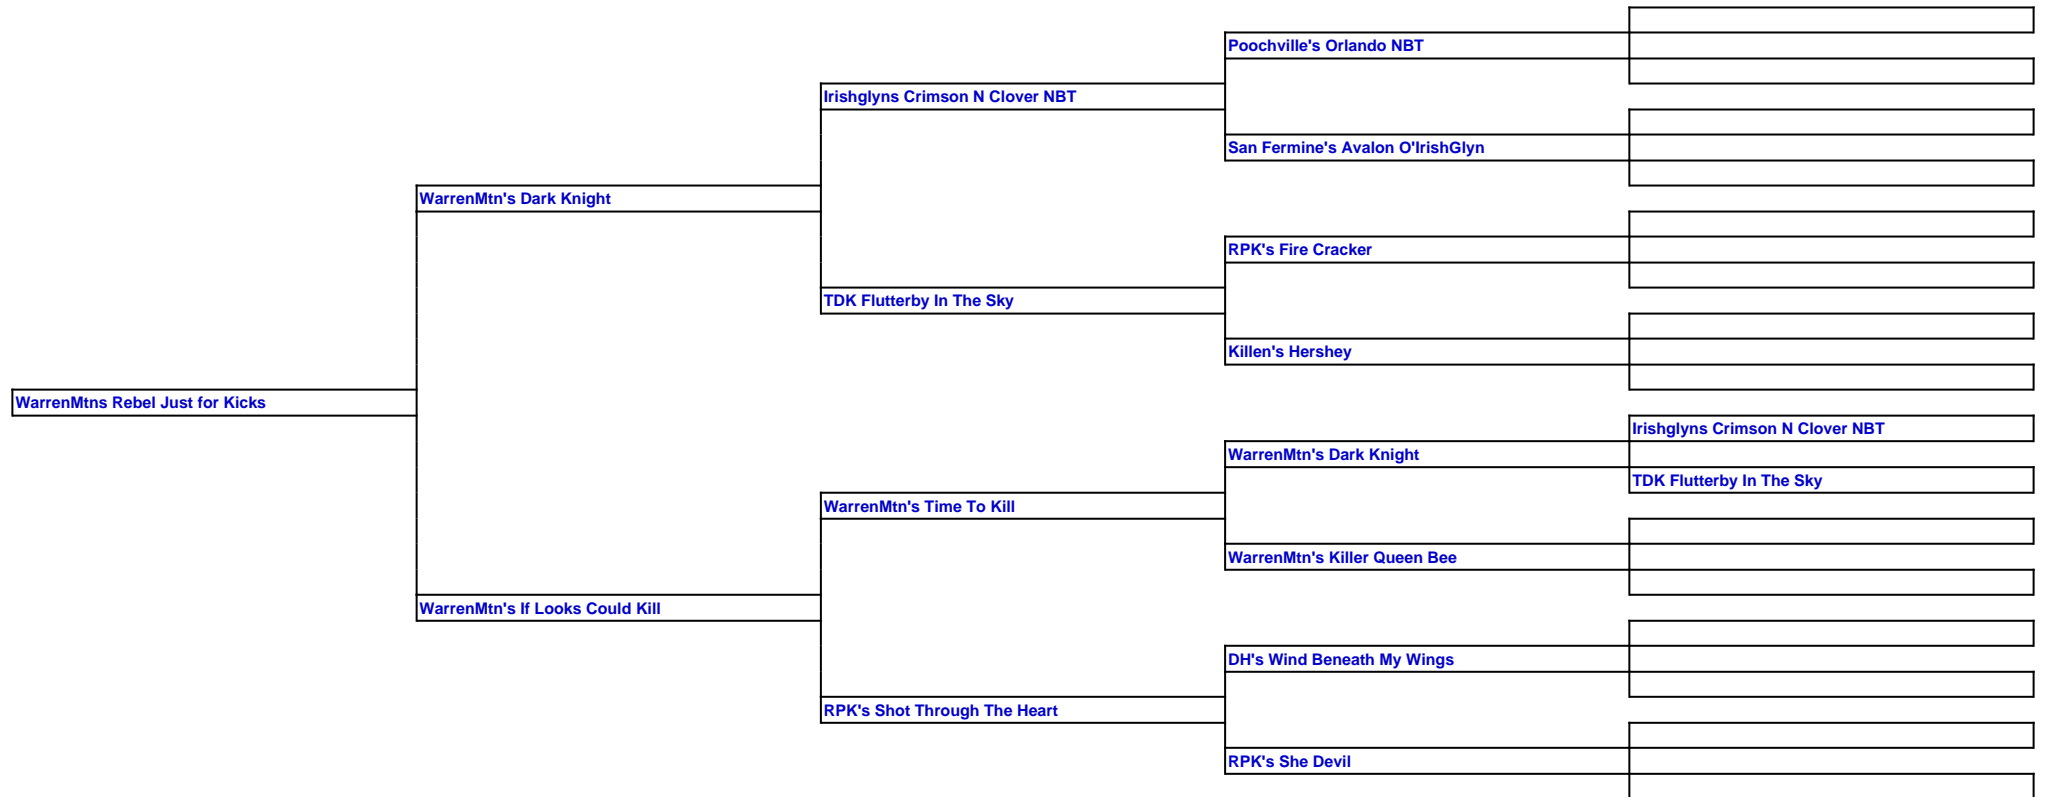 Poochville's Orlando NBT
Irishglyns Crimson N Clover NBT
San Fermine's Avalon O'IrishGlyn
WarrenMtn's Dark Knight
RPK's Fire Cracker
TDK Flutterby In The Sky
Killen's Hershey
WarrenMtns Rebel Just for Kicks
Irishglyns Crimson N Clover NBT
WarrenMtn's Dark Knight
TDK Flutterby In The Sky
WarrenMtn's Time To Kill
WarrenMtn's Killer Queen Bee
WarrenMtn's If Looks Could Kill
DH's Wind Beneath My Wings
RPK's Shot Through The Heart
RPK's She Devil